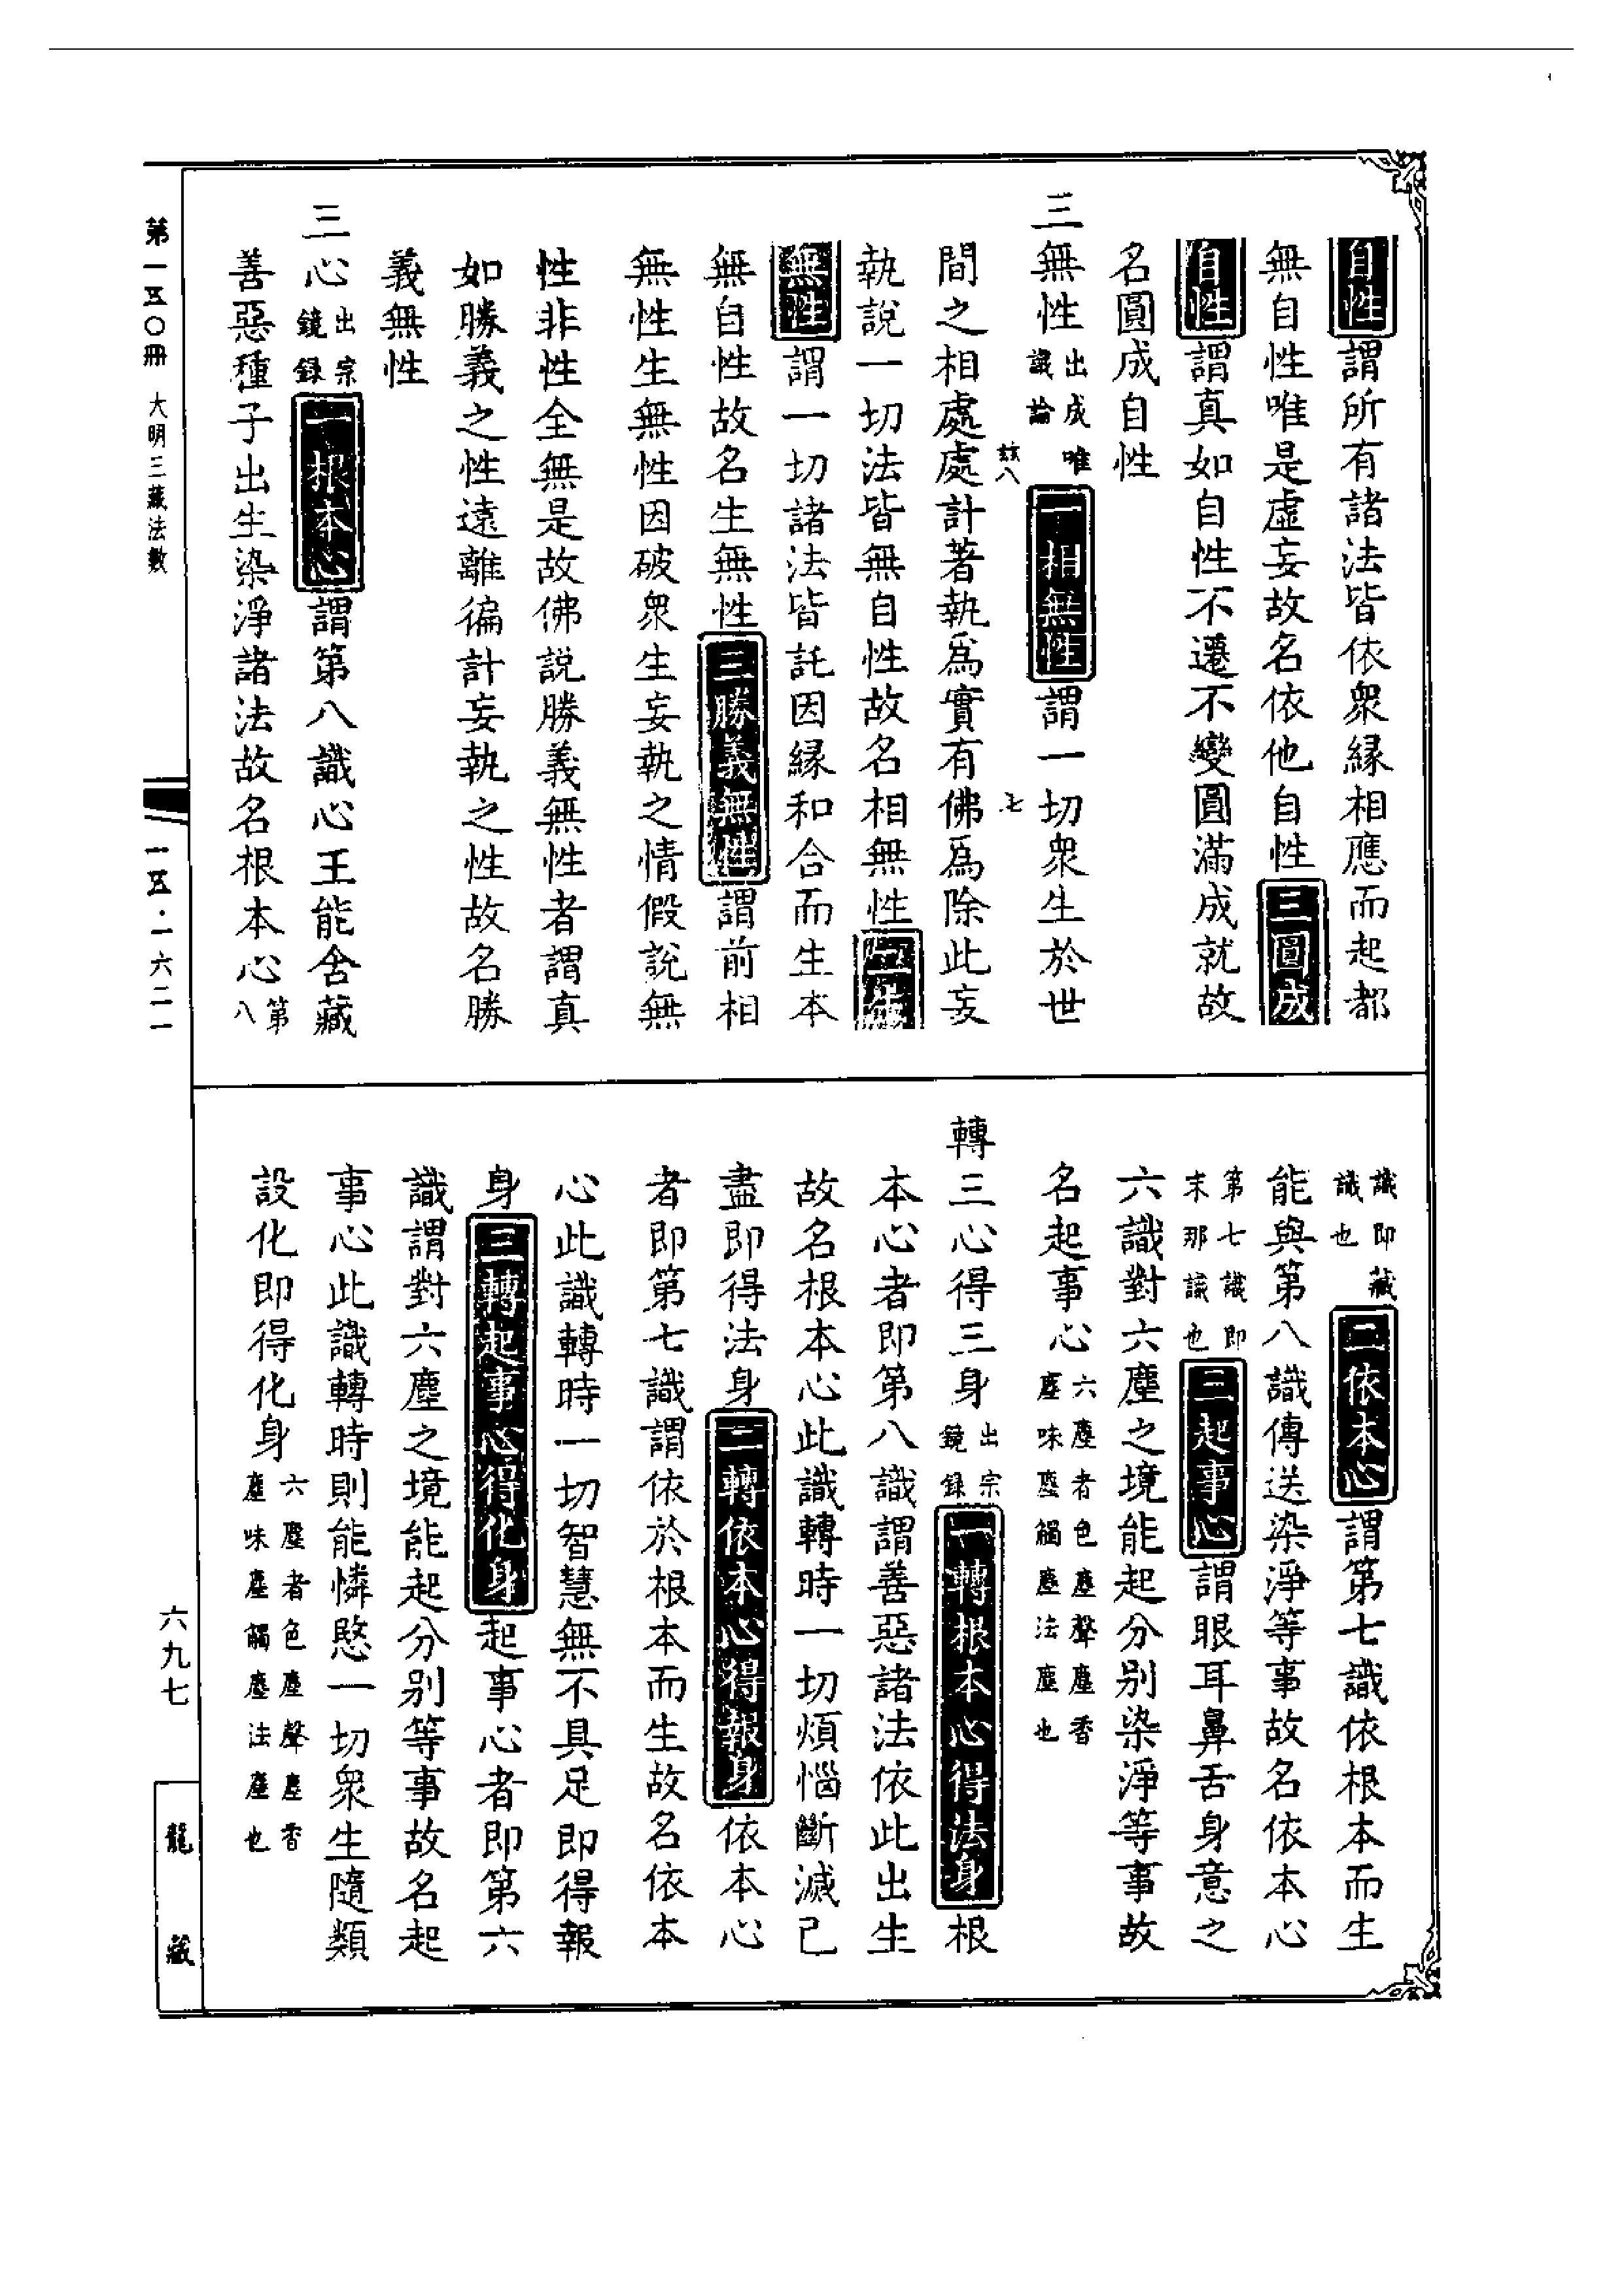 自性謂所有諸法皆依衆縁相應而起都
無自性唯是虛妄故名依他自性三圓成
自性謂真如自性不遷不變圓滿成就故
名圓成自性
三無性出成唯識論一相無性謂一切衆生於世
茲八
七
間之相處處計著執爲實有佛爲除此妄
執說一切法皆無自性故名相無性二生
無性謂一切諸法皆託因縁和合而生本
無自性故名生無性三勝義無性謂前相
無性生無性因破衆生妄執之情假說無
性非性全無是故佛説勝義無性者謂真
如勝義之性遠離徧計妄執之性故名勝
義無性
三心出宗鏡録一根本心謂第八識心王能含藏
善惡種子出生染淨諸法故名根本心第八
識即藏識也二依本心謂第七識依根本而生
能與第八識傳送染淨等事故名依本心
第七識即末那識也三起事心謂眼耳鼻舌身意之
六識對六塵之境能起分别染淨等事故
名起事心六塵者色塵聲塵香塵味塵觸塵法塵也
轉三心得三身出宗鏡録一轉根本心得法身根
本心者即第八識謂善惡諸法依此出生
故名根本心此識轉時一切煩惱斷滅已
盡即得法身二轉依本心得報身依本心
者即第七識謂依於根本而生故名依本
心此識轉時一切智慧無不具足即得報
身三轉起事心得化身起事心者即第六
識謂對六塵之境能起分别等事故名起
事心此識轉時則能憐愍一切衆生隨類
設化即得化身六塵者色塵聲塵香塵味塵觸塵法塵也
第一五〇冊 大明三藏法數
一五·一六二一
六九七
龍藏